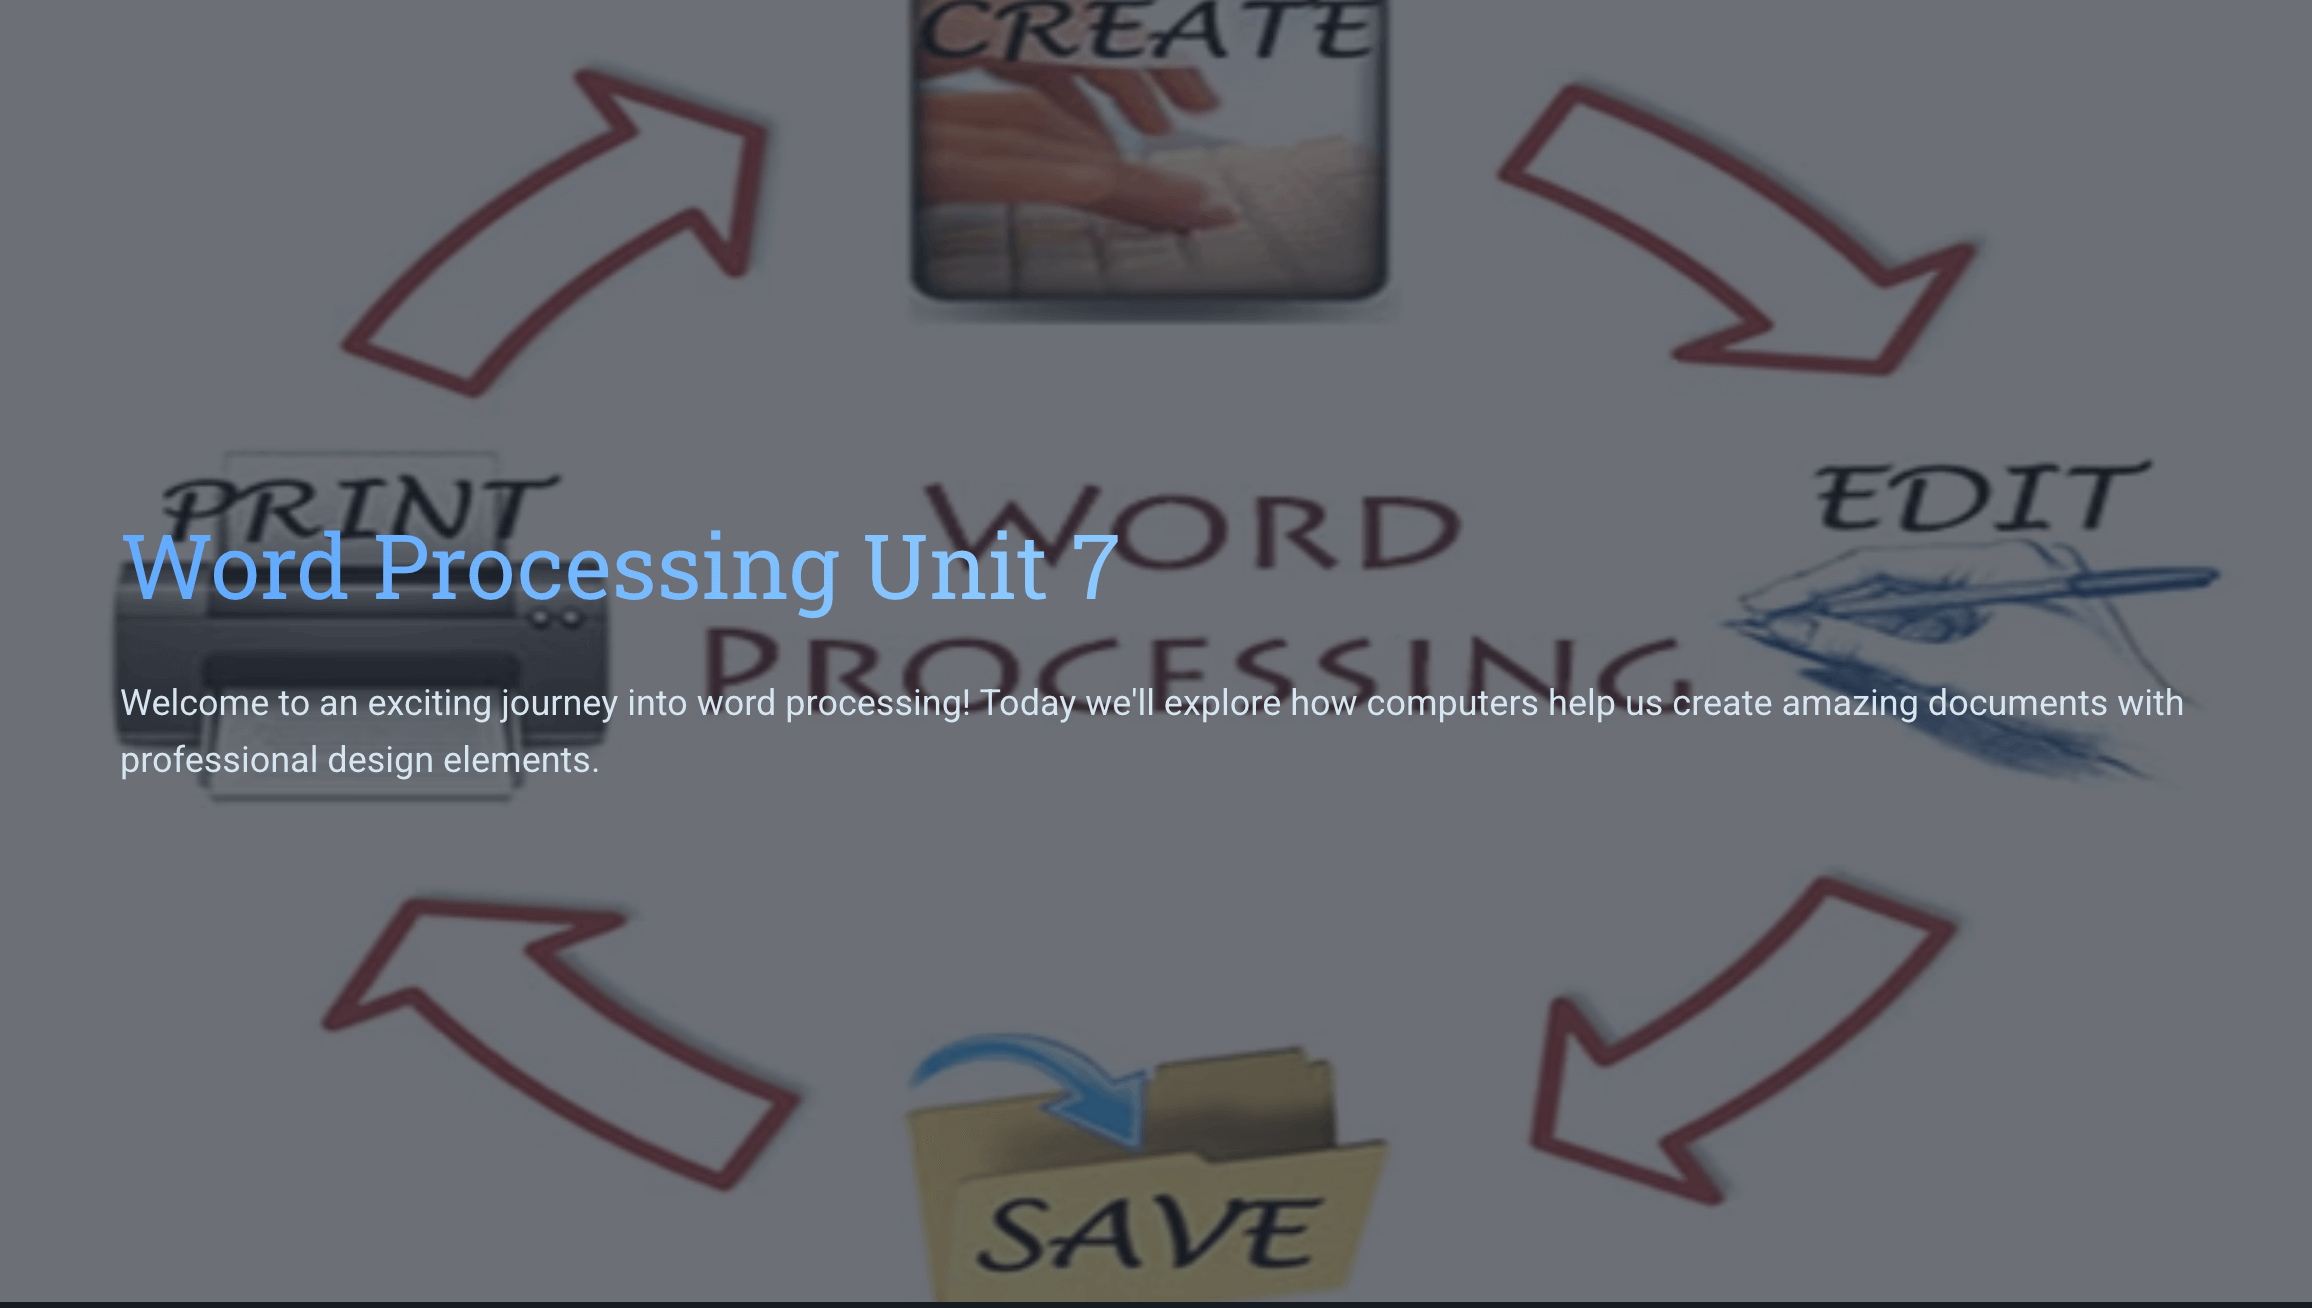 CREATE
PRINT
EDIT
WORD
PROCESSING
Word Processing Unit 7
Welcome to an exciting journey into word processing! Today we'll explore how computers help us create amazing documents with
professional design elements.
SAVE